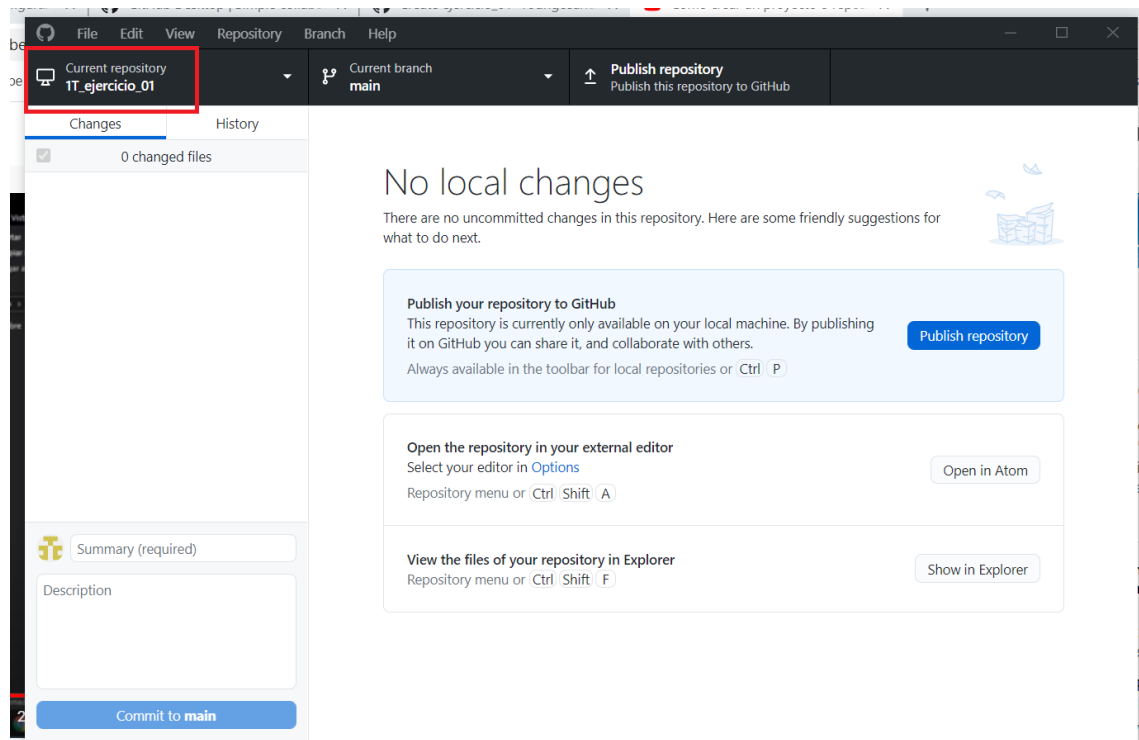 File Edit View Repository Branch Help
Current repository
1T_ejercicio_01
Current branch
main
Publish repository
Publish this repository to GitHub
Changes
History
0 changed files
No local changes
There are no uncommitted changes in this repository. Here are some friendly suggestions for
what to do next.
Publish your repository to GitHub
This repository is currently only available on your local machine. By publishing
it on GitHub you can share it, and collaborate with others.
Always available in the toolbar for local repositories or Ctrl P
Publish repository
Open the repository in your external editor
Select your editor in Options
Repository menu or Ctrl Shift A
Open in Atom
View the files of your repository in Explorer
Repository menu or Ctrl Shift F
Show in Explorer
Summary (required)
Description
Commit to main